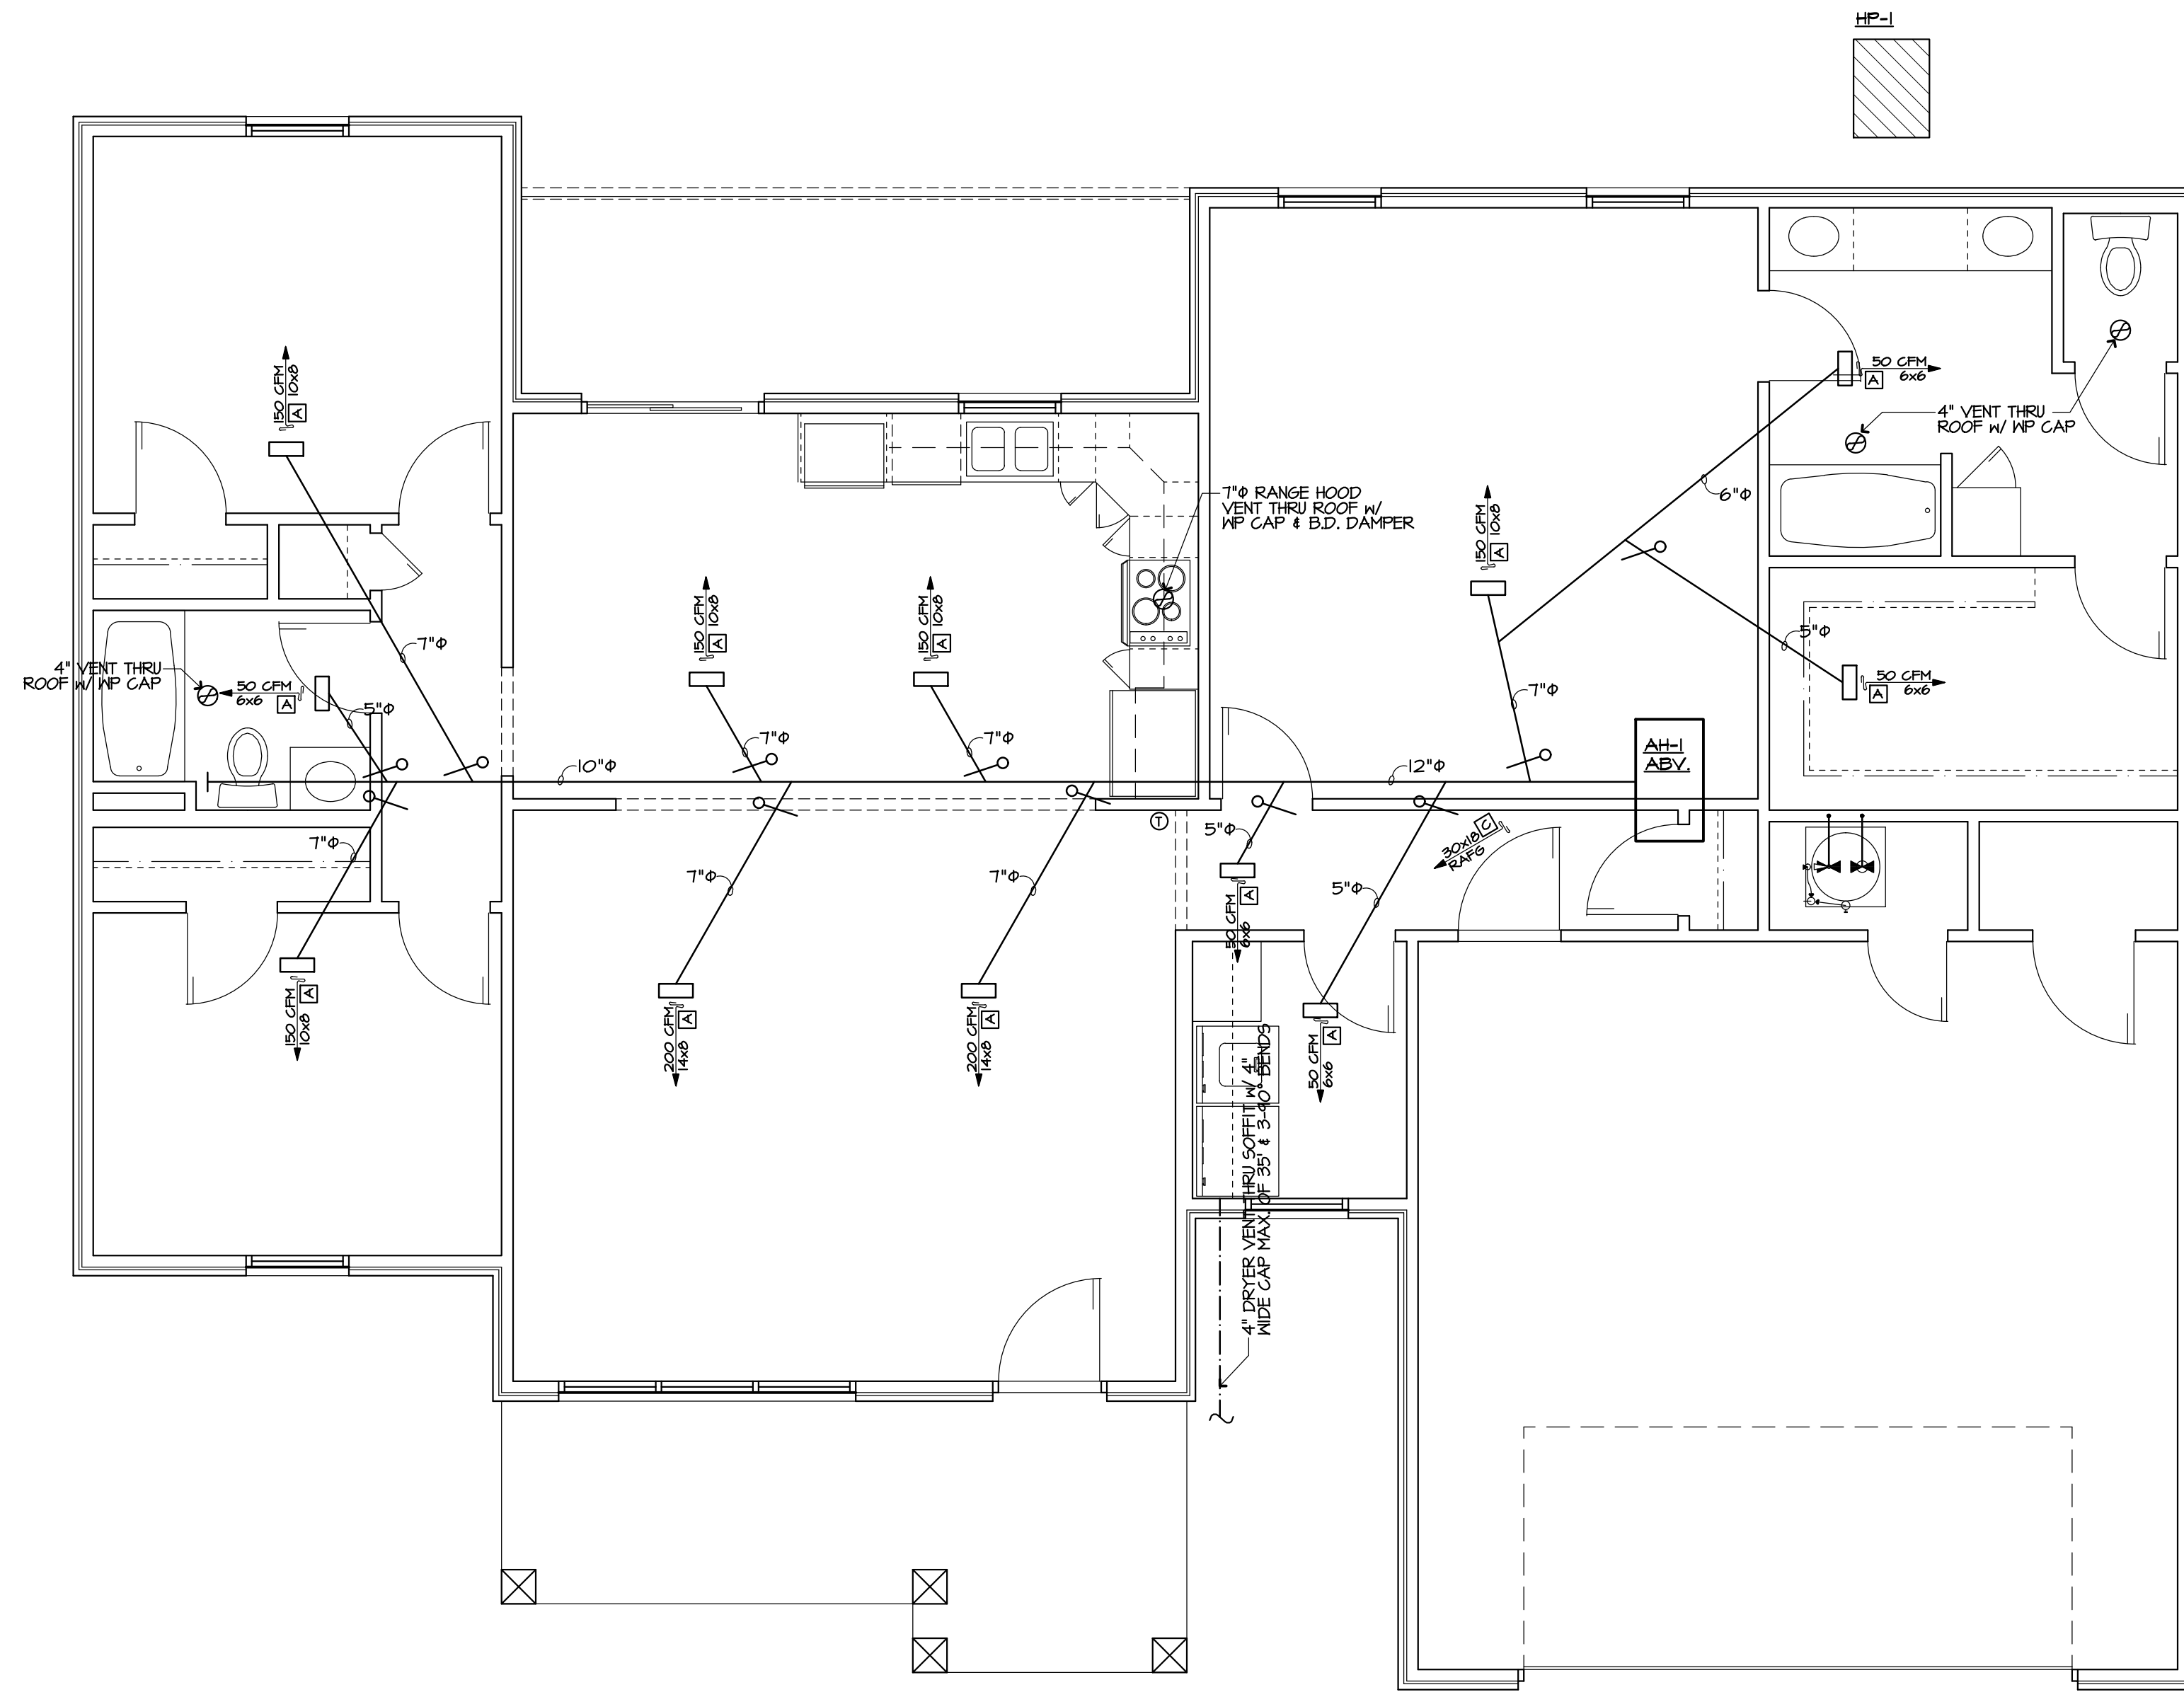 HP-1
150 CFM
10x8
A
50 CFM
6x6
A
4" VENT THRU
ROOF W/ WP CAP
7"Φ RANGE HOOD
VENT THRU ROOF W/
WP CAP & B.D. DAMPER
6"Φ
150 CFM
10x8
A
150 CFM
10x8
A
150 CFM
10x8
A
7"Φ
5"Φ
4" VENT THRU
ROOF W/ WP CAP
50 CFM
6x6
A
5"Φ
50 CFM
6x6
A
7"Φ
7"Φ
7"Φ
10"Φ
12"Φ
AH-1
ABV.
T
5"Φ
30x18
RAFG
C
7"Φ
7"Φ
7"Φ
5"Φ
50 CFM
6x6
A
150 CFM
10x8
A
200 CFM
14x8
A
200 CFM
14x8
A
50 CFM
6x6
A
4" DRYER VENT THRU SOFFIT W/ 4"
WIDE CAP MAX. OF 35' & 3-90° BENDS